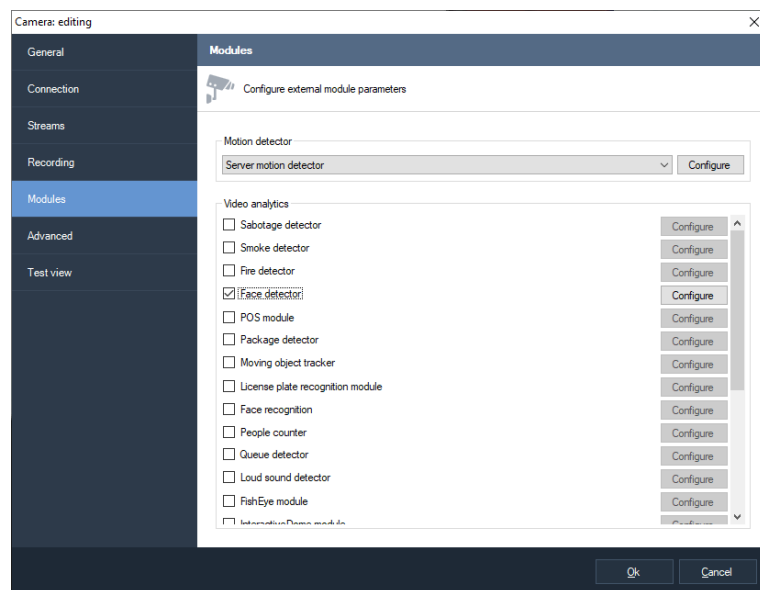 Camera: editing
General
Connection
Streams
Recording
Modules
Advanced
Test view
Modules
Configure external module parameters
Motion detector
Server motion detector Configure
Video analytics
Sabotage detector Configure
Smoke detector Configure
Fire detector Configure
Face detector Configure
POS module Configure
Package detector Configure
Moving object tracker Configure
License plate recognition module Configure
Face recognition Configure
People counter Configure
Queue detector Configure
Loud sound detector Configure
FishEye module Configure
InteractiveDemo module Configure
Ok Cancel